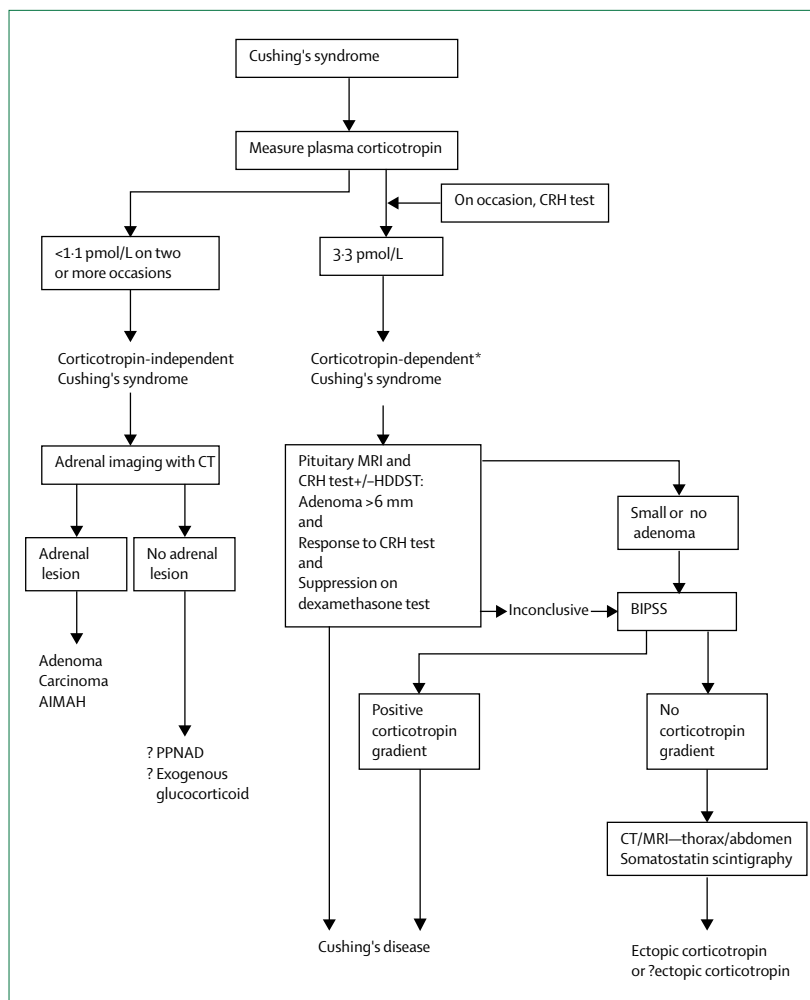 Cushing's syndrome
Measure plasma corticotropin
On occasion, CRH test
<1·1 pmol/L on two
or more occasions
3·3 pmol/L
Corticotropin-independent
Cushing's syndrome
Corticotropin-dependent*
Cushing's syndrome
Adrenal imaging with CT
Pituitary MRI and
CRH test+/–HDDST:
Adenoma >6 mm
and
Response to CRH test
and
Suppression on
dexamethasone test
Small or no
adenoma
Adrenal
lesion
No adrenal
lesion
Inconclusive
BIPSS
Adenoma
Carcinoma
AIMAH
Positive
corticotropin
gradient
No
corticotropin
gradient
? PPNAD
? Exogenous
glucocorticoid
CT/MRI—thorax/abdomen
Somatostatin scintigraphy
Cushing's disease
Ectopic corticotropin
or ?ectopic corticotropin